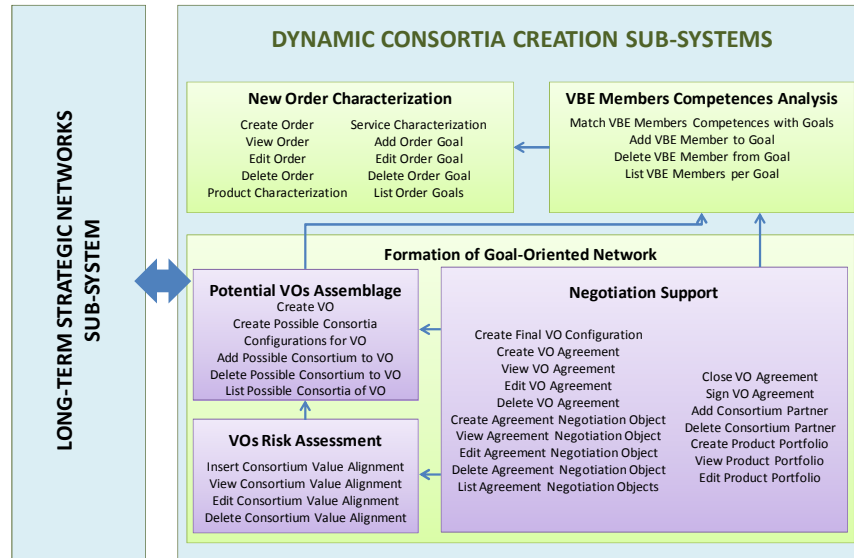 LONG-TERM STRATEGIC NETWORKS
SUB-SYSTEM
DYNAMIC CONSORTIA CREATION SUB-SYSTEMS
New Order Characterization
Create Order
View Order
Edit Order
Delete Order
Product Characterization
Service Characterization
Add Order Goal
Edit Order Goal
Delete Order Goal
List Order Goals
VBE Members Competences Analysis
Match VBE Members Competences with Goals
Add VBE Member to Goal
Delete VBE Member from Goal
List VBE Members per Goal
Formation of Goal-Oriented Network
Potential VOs Assemblage
Create VO
Create Possible Consortia
Configurations for VO
Add Possible Consortium to VO
Delete Possible Consortium to VO
List Possible Consortia of VO
VOs Risk Assessment
Insert Consortium Value Alignment
View Consortium Value Alignment
Edit Consortium Value Alignment
Delete Consortium Value Alignment
Negotiation Support
Create Final VO Configuration
Create VO Agreement
View VO Agreement
Edit VO Agreement
Delete VO Agreement
Create Agreement Negotiation Object
View Agreement Negotiation Object
Edit Agreement Negotiation Object
Delete Agreement Negotiation Object
List Agreement Negotiation Objects
Close VO Agreement
Sign VO Agreement
Add Consortium Partner
Delete Consortium Partner
Create Product Portfolio
View Product Portfolio
Edit Product Portfolio